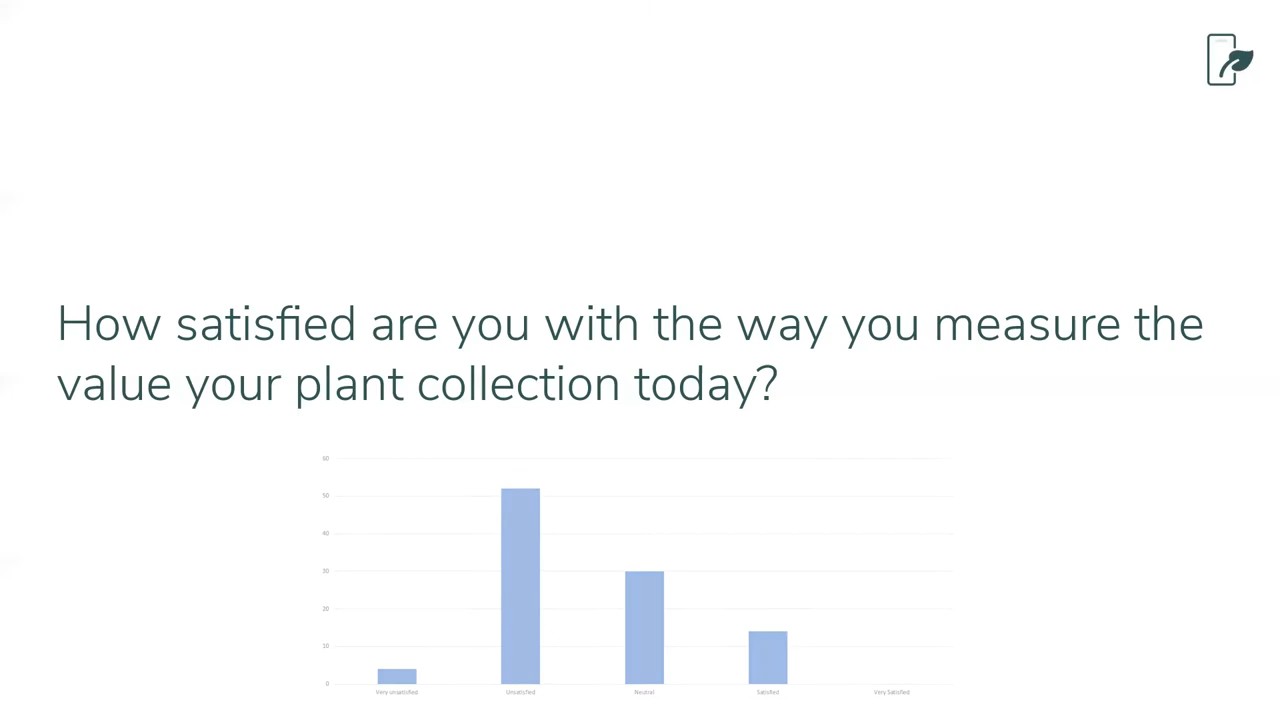 How satisfied are you with the way you measure the
value your plant collection today?
60
50
40
30
20
10
0
Very unsatisfied
Unsatisfied
Neutral
Satisfied
Very Satisfied